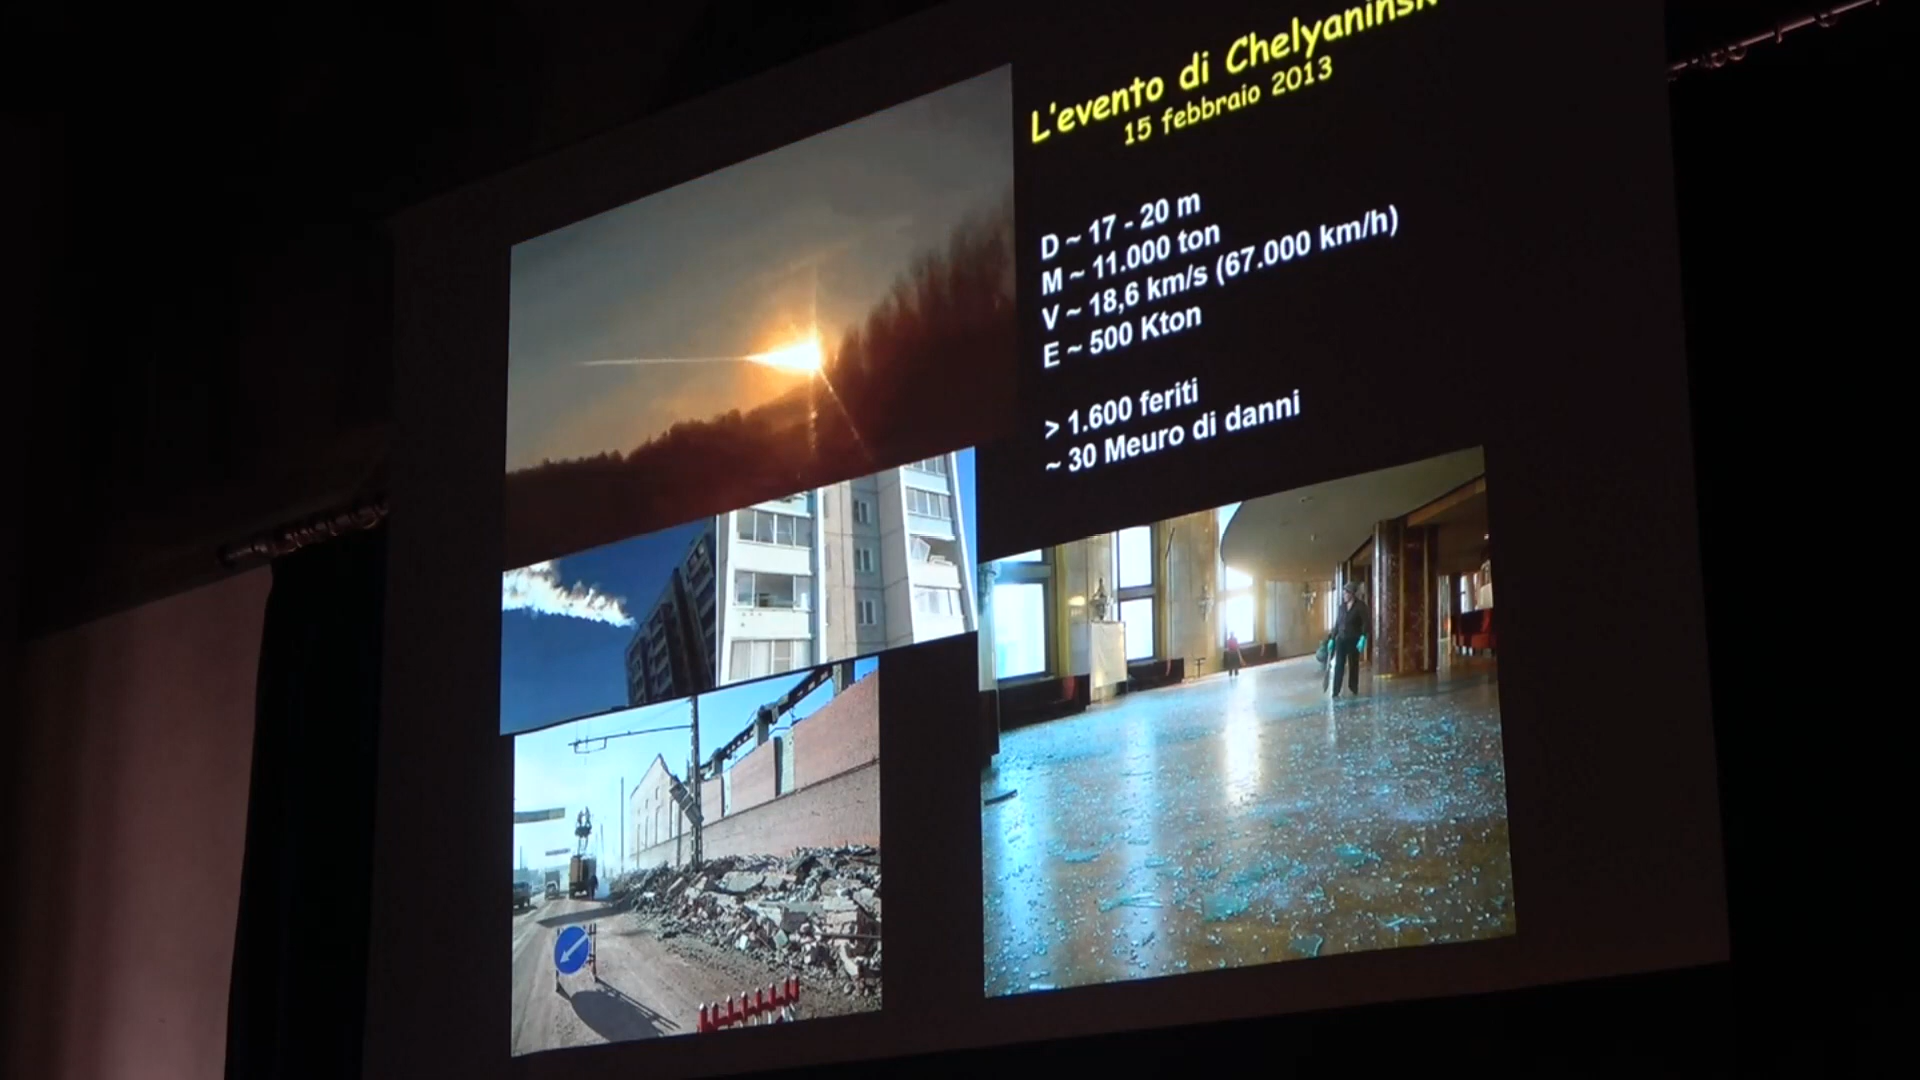 L'evento di Chelyaninsk
15 febbraio 2013
D ~ 17 - 20 m
M ~ 11.000 ton
V ~ 18,6 km/s (67.000 km/h)
E ~ 500 Kton
> 1.600 feriti
~ 30 Meuro di danni